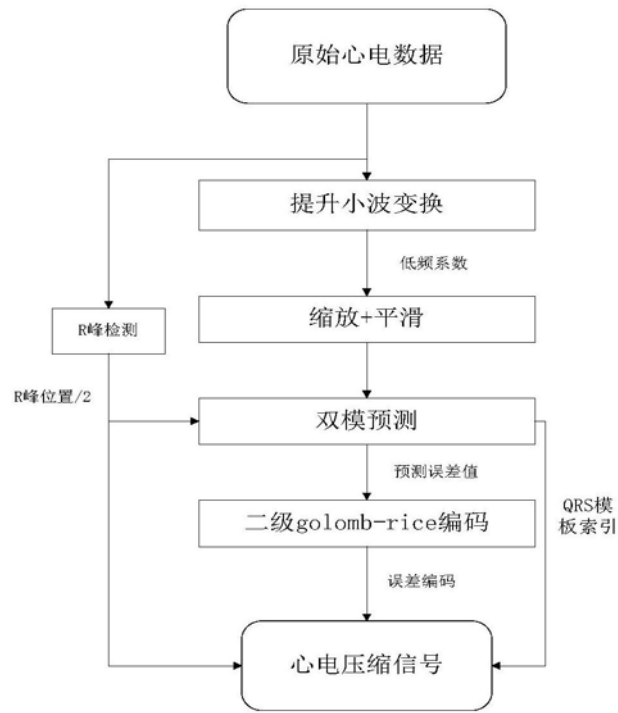 原始心电数据
提升小波变换
低频系数
缩放+平滑
R峰检测
R峰位置/2
双模预测
预测误差值
QRS模
板索引
二级golomb-rice编码
误差编码
心电压缩信号